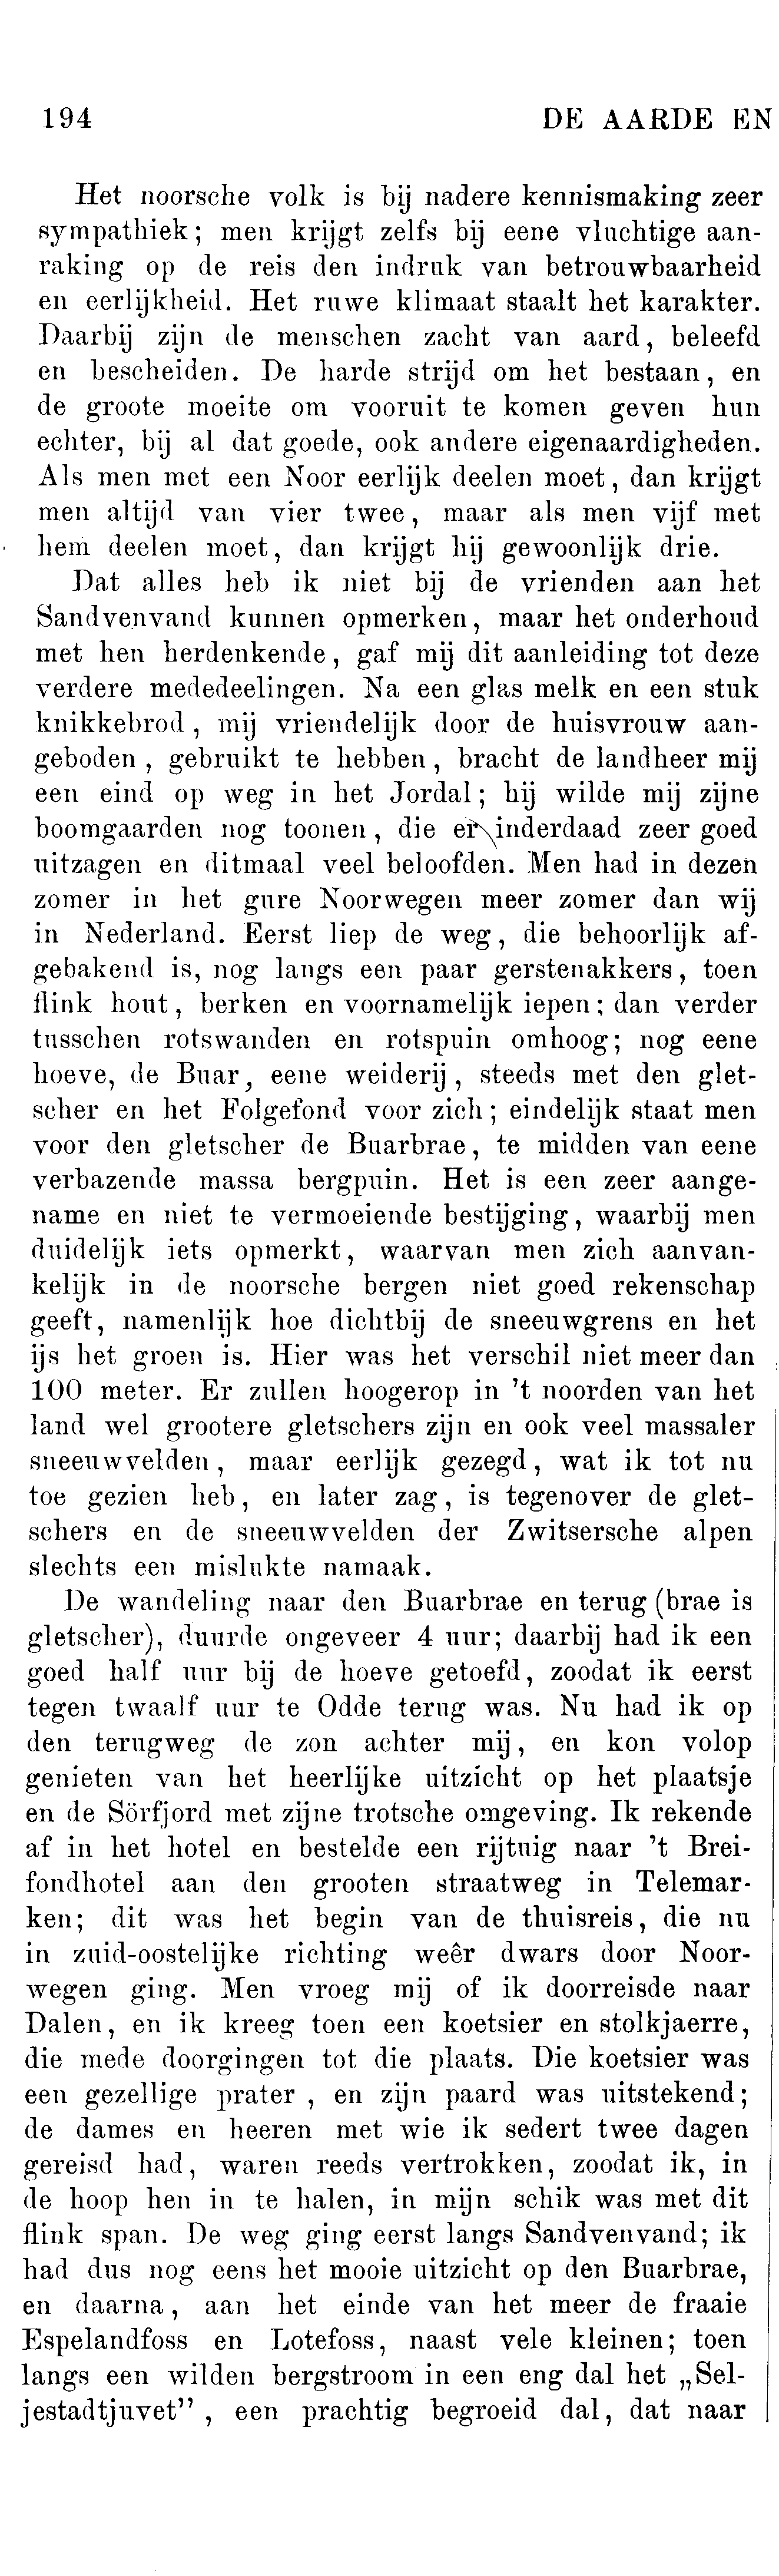 194 DE AARDE EN
Het noorsche volk is bij nadere kennismaking zeer
sympathiek; men krijgt zelfs bij eene vluchtige aan-
raking op de reis den indruk van betrouwbaarheid
en eerlijkheid. Het ruwe klimaat staalt het karakter.
Daarbij zijn de menschen zacht van aard, beleefd
en bescheiden. De harde strijd om het bestaan, en
de groote moeite om vooruit te komen geven hun
echter, bij al dat goede, ook andere eigenaardigheden.
Als men met een Noor eerlijk deelen moet, dan krijgt
men altijd van vier twee, maar als men vijf met
hem deelen moet, dan krijgt hij gewoonlijk drie.
Dat alles heb ik niet bij de vrienden aan het
Sandvenvand kunnen opmerken, maar het onderhoud
met hen herdenkende, gaf mij dit aanleiding tot deze
verdere mededeelingen. Na een glas melk en een stuk
knikkebrod, mij vriendelijk door de huisvrouw aan-
geboden, gebruikt te hebben, bracht de landheer mij
een eind op weg in het Jordal; hij wilde mij zijne
boomgaarden nog toonen, die er inderdaad zeer goed
uitzagen en ditmaal veel beloofden. Men had in dezen
zomer in het gure Noorwegen meer zomer dan wij
in Nederland. Eerst liep de weg, die behoorlijk af-
gebakend is, nog langs een paar gerstenakkers, toen
flink hout, berken en voornamelijk iepen; dan verder
tusschen rotswanden en rotspuin omhoog; nog eene
hoeve, de Buar, eene weiderij, steeds met den glet-
scher en het Folgefond voor zich; eindelijk staat men
voor den gletscher de Buarbrae, te midden van eene
verbazende massa bergpuin. Het is een zeer aange-
name en niet te vermoeiende bestijging, waarbij men
duidelijk iets opmerkt, waarvan men zich aanvan-
kelijk in de noorsche bergen niet goed rekenschap
geeft, namenlijk hoe dichtbij de sneeuwgrens en het
ijs het groen is. Hier was het verschil niet meer dan
100 meter. Er zullen hoogerop in 't noorden van het
land wel grootere gletschers zijn en ook veel massaler
sneeuwvelden, maar eerlijk gezegd, wat ik tot nu
toe gezien heb, en later zag, is tegenover de glet-
schers en de sneeuwvelden der Zwitsersche alpen
slechts een mislukte namaak.
De wandeling naar den Buarbrae en terug (brae is
gletscher), duurde ongeveer 4 uur; daarbij had ik een
goed half uur bij de hoeve getoefd, zoodat ik eerst
tegen twaalf uur te Odde terug was. Nu had ik op
den terugweg de zon achter mij, en kon volop
genieten van het heerlijke uitzicht op het plaatsje
en de Sörfjord met zijne trotsche omgeving. Ik rekende
af in het hotel en bestelde een rijtuig naar 't Brei-
fondhotel aan den grooten straatweg in Telemar-
ken; dit was het begin van de thuisreis, die nu
in zuid-oostelijke richting weêr dwars door Noor-
wegen ging. Men vroeg mij of ik doorreisde naar
Dalen, en ik kreeg toen een koetsier en stolkjaerre,
die mede doorgingen tot die plaats. Die koetsier was
een gezellige prater, en zijn paard was uitstekend;
de dames en heeren met wie ik sedert twee dagen
gereisd had, waren reeds vertrokken, zoodat ik, in
de hoop hen in te halen, in mijn schik was met dit
flink span. De weg ging eerst langs Sandvenvand; ik
had dus nog eens het mooie uitzicht op den Buarbrae,
en daarna, aan het einde van het meer de fraaie
Espelandfoss en Lotefoss, naast vele kleinen; toen
langs een wilden bergstroom in een eng dal het „Sel-
jestadtjuvet”, een prachtig begroeid dal, dat naar